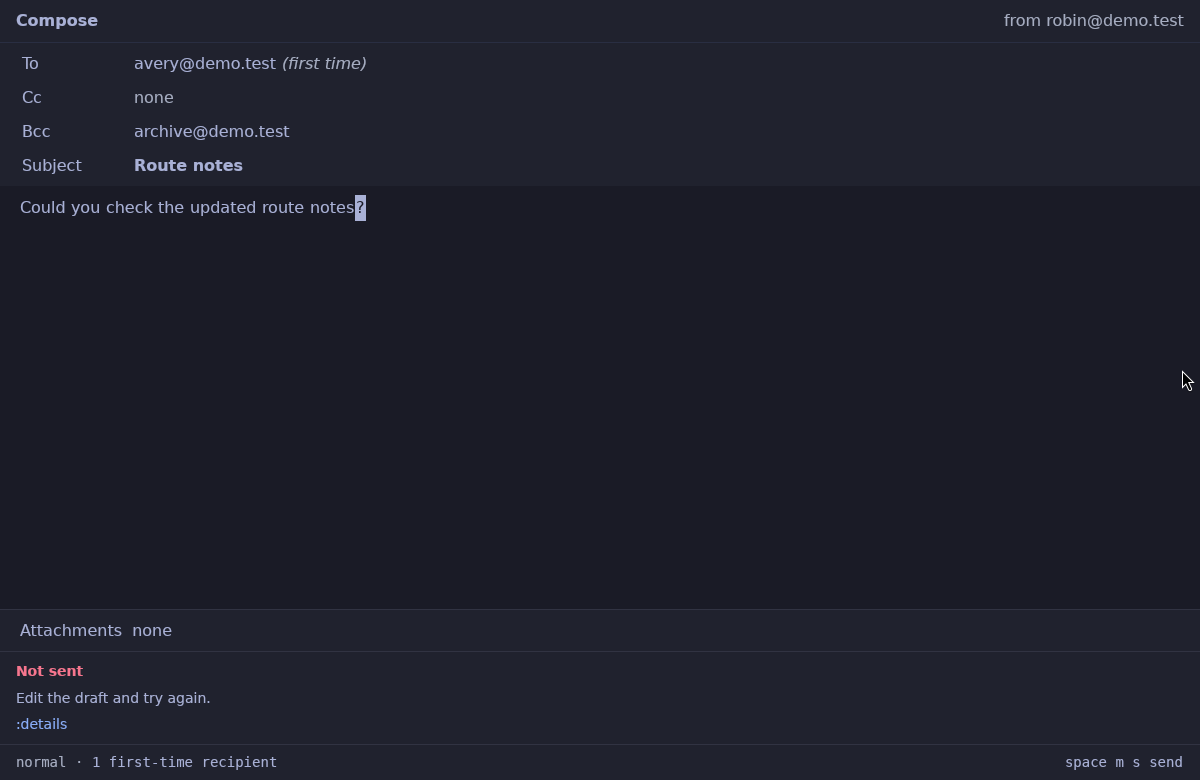 Compose from robin@demo.test
To avery@demo.test (first time)
Cc none
Bcc archive@demo.test
Subject Route notes
Could you check the updated route notes?
Attachments none
Not sent
Edit the draft and try again.
:details
normal · 1 first-time recipient space m s send